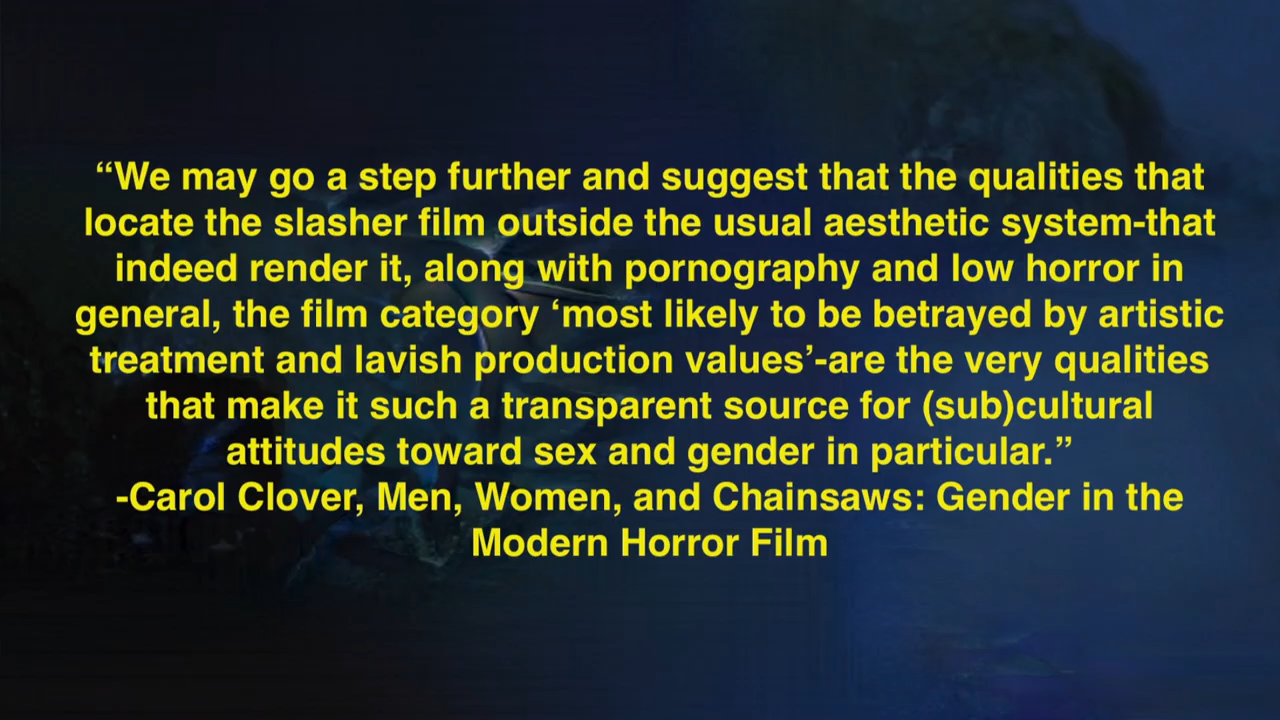 “We may go a step further and suggest that the qualities that
locate the slasher film outside the usual aesthetic system-that
indeed render it, along with pornography and low horror in
general, the film category ‘most likely to be betrayed by artistic
treatment and lavish production values’-are the very qualities
that make it such a transparent source for (sub)cultural
attitudes toward sex and gender in particular.”
-Carol Clover, Men, Women, and Chainsaws: Gender in the
Modern Horror Film